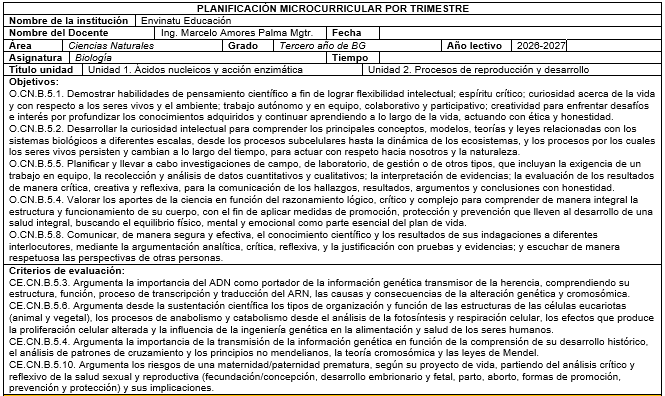 PLANIFICACIÓN MICROCURRICULAR POR TRIMESTRE
Nombre de la institución Envinatu Educación
Nombre del Docente Ing. Marcelo Amores Palma Mgtr. Fecha
Área Ciencias Naturales Grado Tercero año de BG Año lectivo 2026-2027
Asignatura Biología Tiempo
Título unidad Unidad 1. Ácidos nucleicos y acción enzimática Unidad 2. Procesos de reproducción y desarrollo
Objetivos:
O.CN.B.5.1. Demostrar habilidades de pensamiento científico a fin de lograr flexibilidad intelectual; espíritu crítico; curiosidad acerca de la vida
y con respecto a los seres vivos y el ambiente; trabajo autónomo y en equipo, colaborativo y participativo; creatividad para enfrentar desafíos
e interés por profundizar los conocimientos adquiridos y continuar aprendiendo a lo largo de la vida, actuando con ética y honestidad.
O.CN.B.5.2. Desarrollar la curiosidad intelectual para comprender los principales conceptos, modelos, teorías y leyes relacionadas con los
sistemas biológicos a diferentes escalas, desde los procesos subcelulares hasta la dinámica de los ecosistemas, y los procesos por los cuales
los seres vivos persisten y cambian a lo largo del tiempo, para actuar con respeto hacia nosotros y la naturaleza.
O.CN.B.5.5. Planificar y llevar a cabo investigaciones de campo, de laboratorio, de gestión o de otros tipos, que incluyan la exigencia de un
trabajo en equipo, la recolección y análisis de datos cuantitativos y cualitativos; la interpretación de evidencias; la evaluación de los resultados
de manera crítica, creativa y reflexiva, para la comunicación de los hallazgos, resultados, argumentos y conclusiones con honestidad.
O.CN.B.5.4. Valorar los aportes de la ciencia en función del razonamiento lógico, crítico y complejo para comprender de manera integral la
estructura y funcionamiento de su cuerpo, con el fin de aplicar medidas de promoción, protección y prevención que lleven al desarrollo de una
salud integral, buscando el equilibrio físico, mental y emocional como parte esencial del plan de vida.
O.CN.B.5.8. Comunicar, de manera segura y efectiva, el conocimiento científico y los resultados de sus indagaciones a diferentes
interlocutores, mediante la argumentación analítica, crítica, reflexiva, y la justificación con pruebas y evidencias; y escuchar de manera
respetuosa las perspectivas de otras personas.
Criterios de evaluación:
CE.CN.B.5.3. Argumenta la importancia del ADN como portador de la información genética transmisor de la herencia, comprendiendo su
estructura, función, proceso de transcripción y traducción del ARN, las causas y consecuencias de la alteración genética y cromosómica.
CE.CN.B.5.6. Argumenta desde la sustentación científica los tipos de organización y función de las estructuras de las células eucariotas
(animal y vegetal), los procesos de anabolismo y catabolismo desde el análisis de la fotosíntesis y respiración celular, los efectos que produce
la proliferación celular alterada y la influencia de la ingeniería genética en la alimentación y salud de los seres humanos.
CE.CN.B.5.4. Argumenta la importancia de la transmisión de la información genética en función de la comprensión de su desarrollo histórico,
el análisis de patrones de cruzamiento y los principios no mendelianos, la teoría cromosómica y las leyes de Mendel.
CE.CN.B.5.10. Argumenta los riesgos de una maternidad/paternidad prematura, según su proyecto de vida, partiendo del análisis crítico y
reflexivo de la salud sexual y reproductiva (fecundación/concepción, desarrollo embrionario y fetal, parto, aborto, formas de promoción,
prevención y protección) y sus implicaciones.